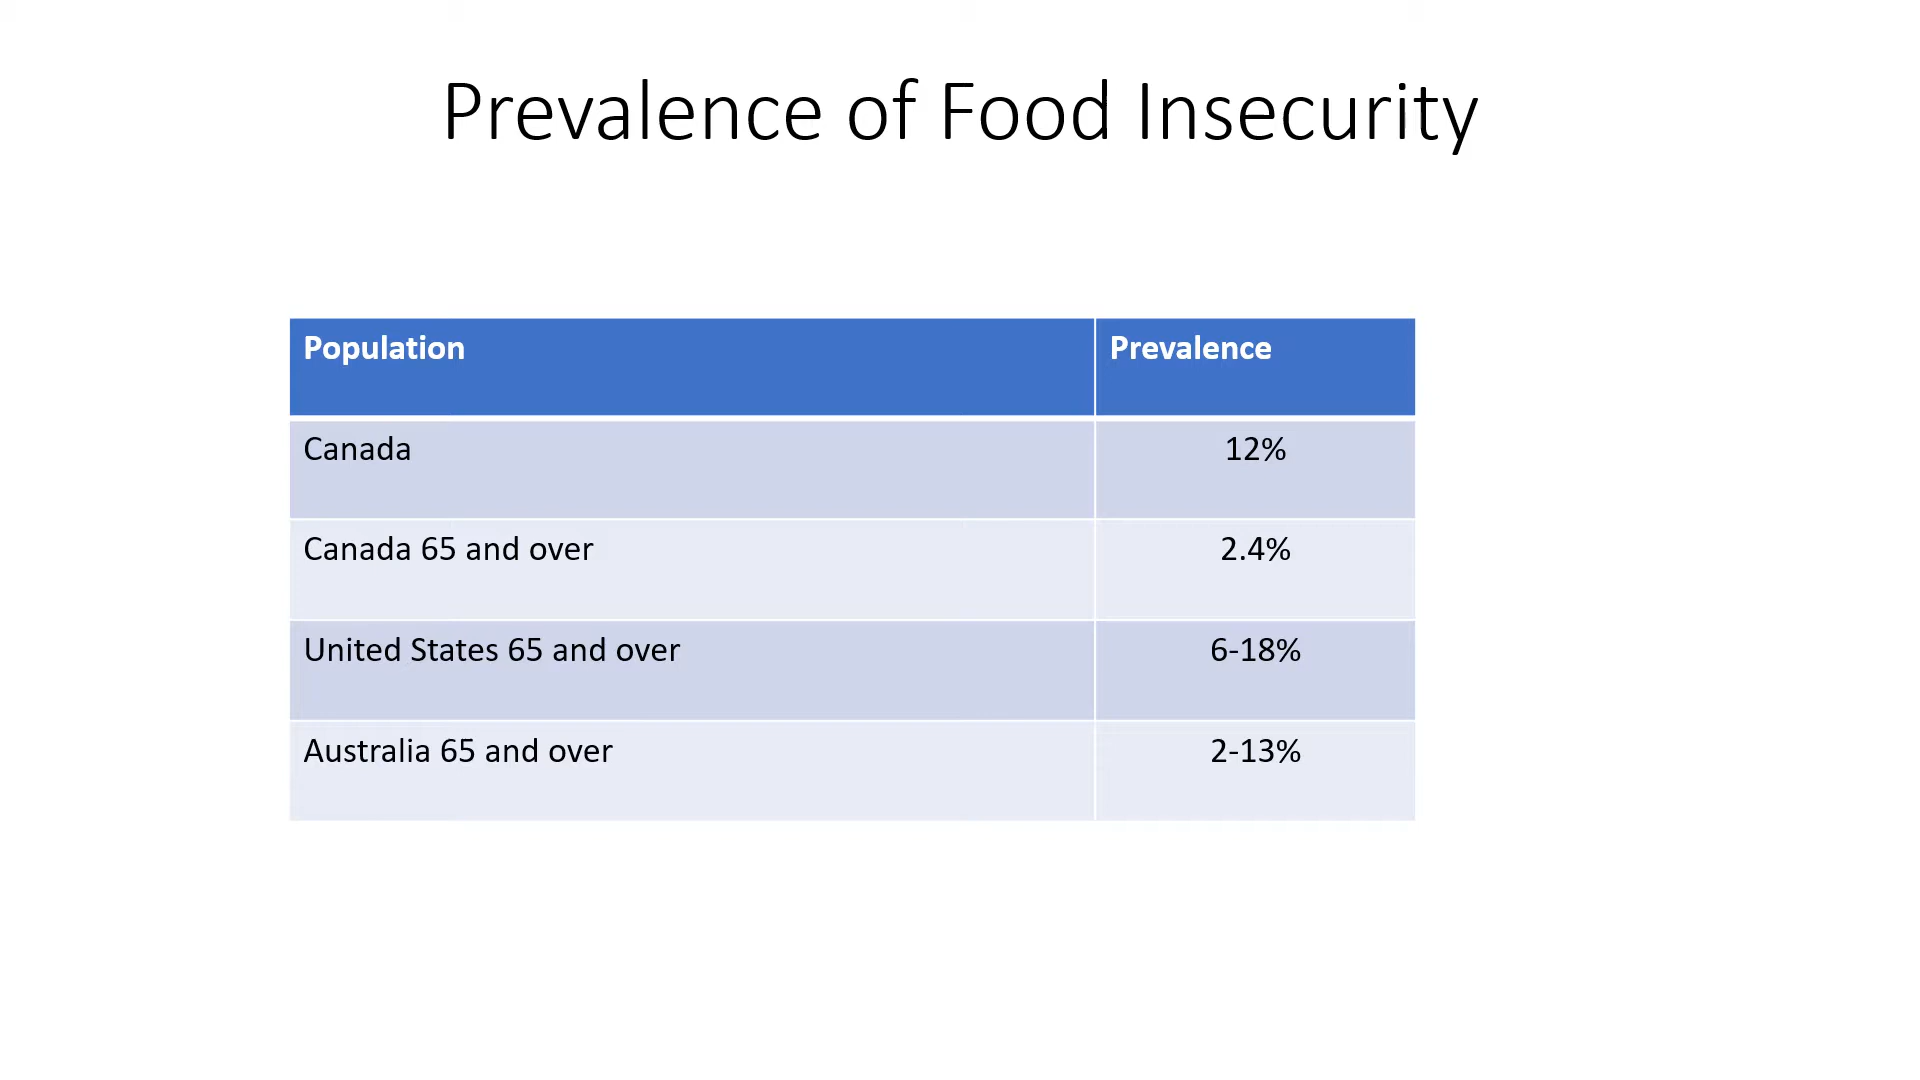 Prevalence of Food Insecurity
Population Prevalence
Canada 12%
Canada 65 and over 2.4%
United States 65 and over 6-18%
Australia 65 and over 2-13%